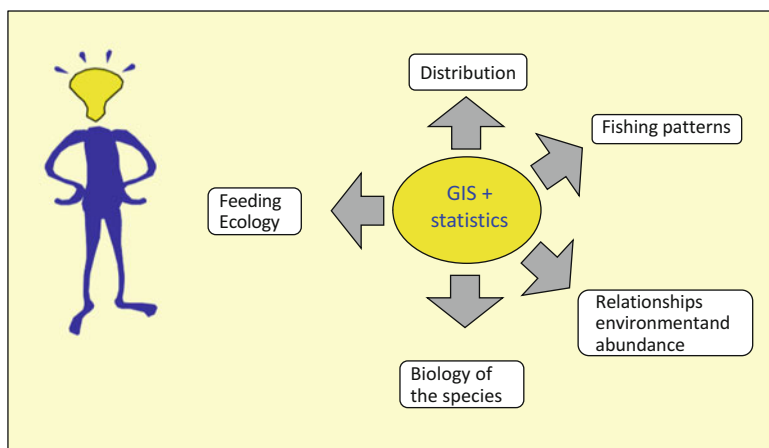 Distribution
Fishing patterns
GIS +
statistics
Feeding
Ecology
Relationships
environmentand
abundance
Biology of
the species